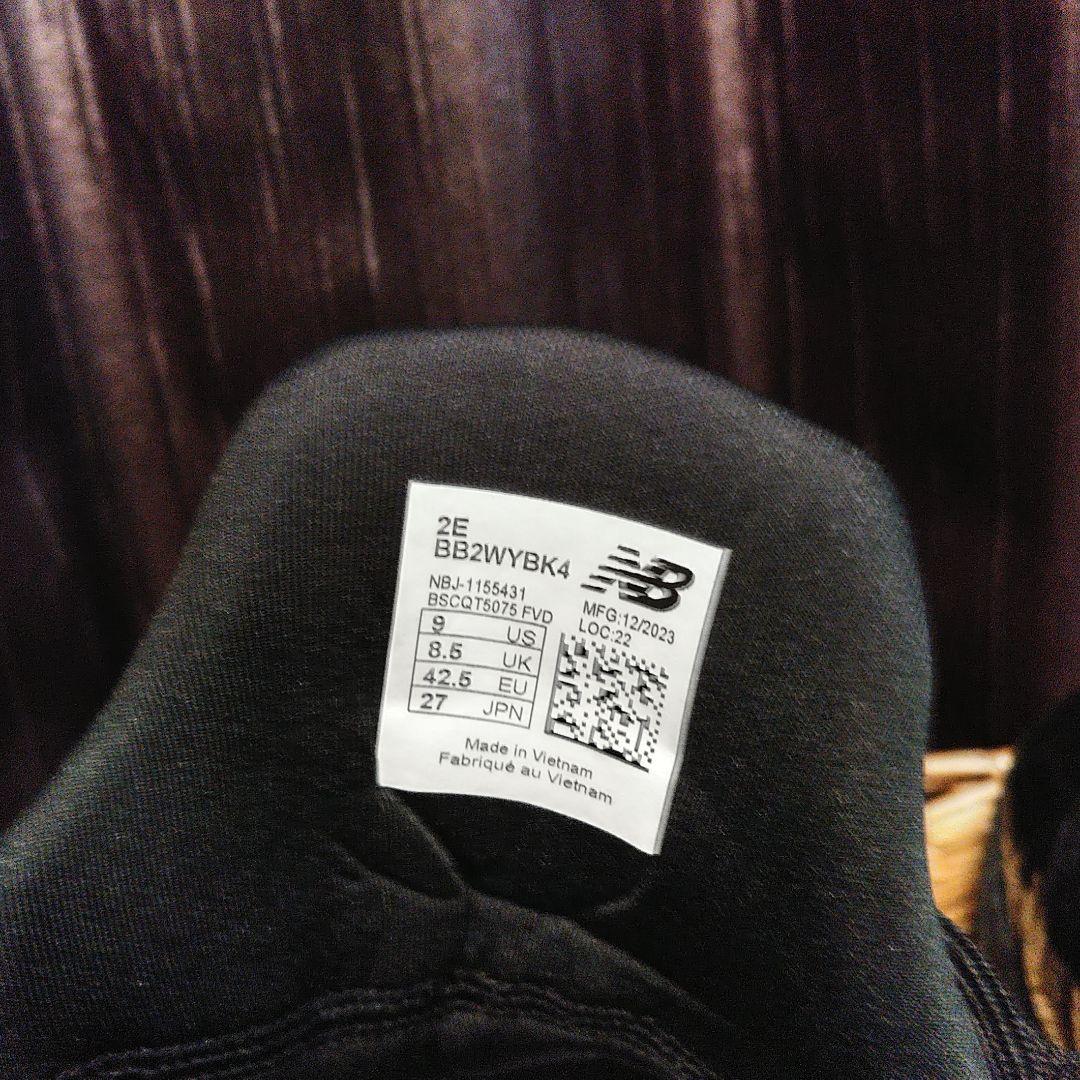 2E
BB2WYBK4
NB
NBJ-1155431
BSCQT5075 FVD
MFG:12/2023
LOC:22
9 US
8.5 UK
42.5 EU
27 JPN
Made in Vietnam
Fabriqué au Vietnam